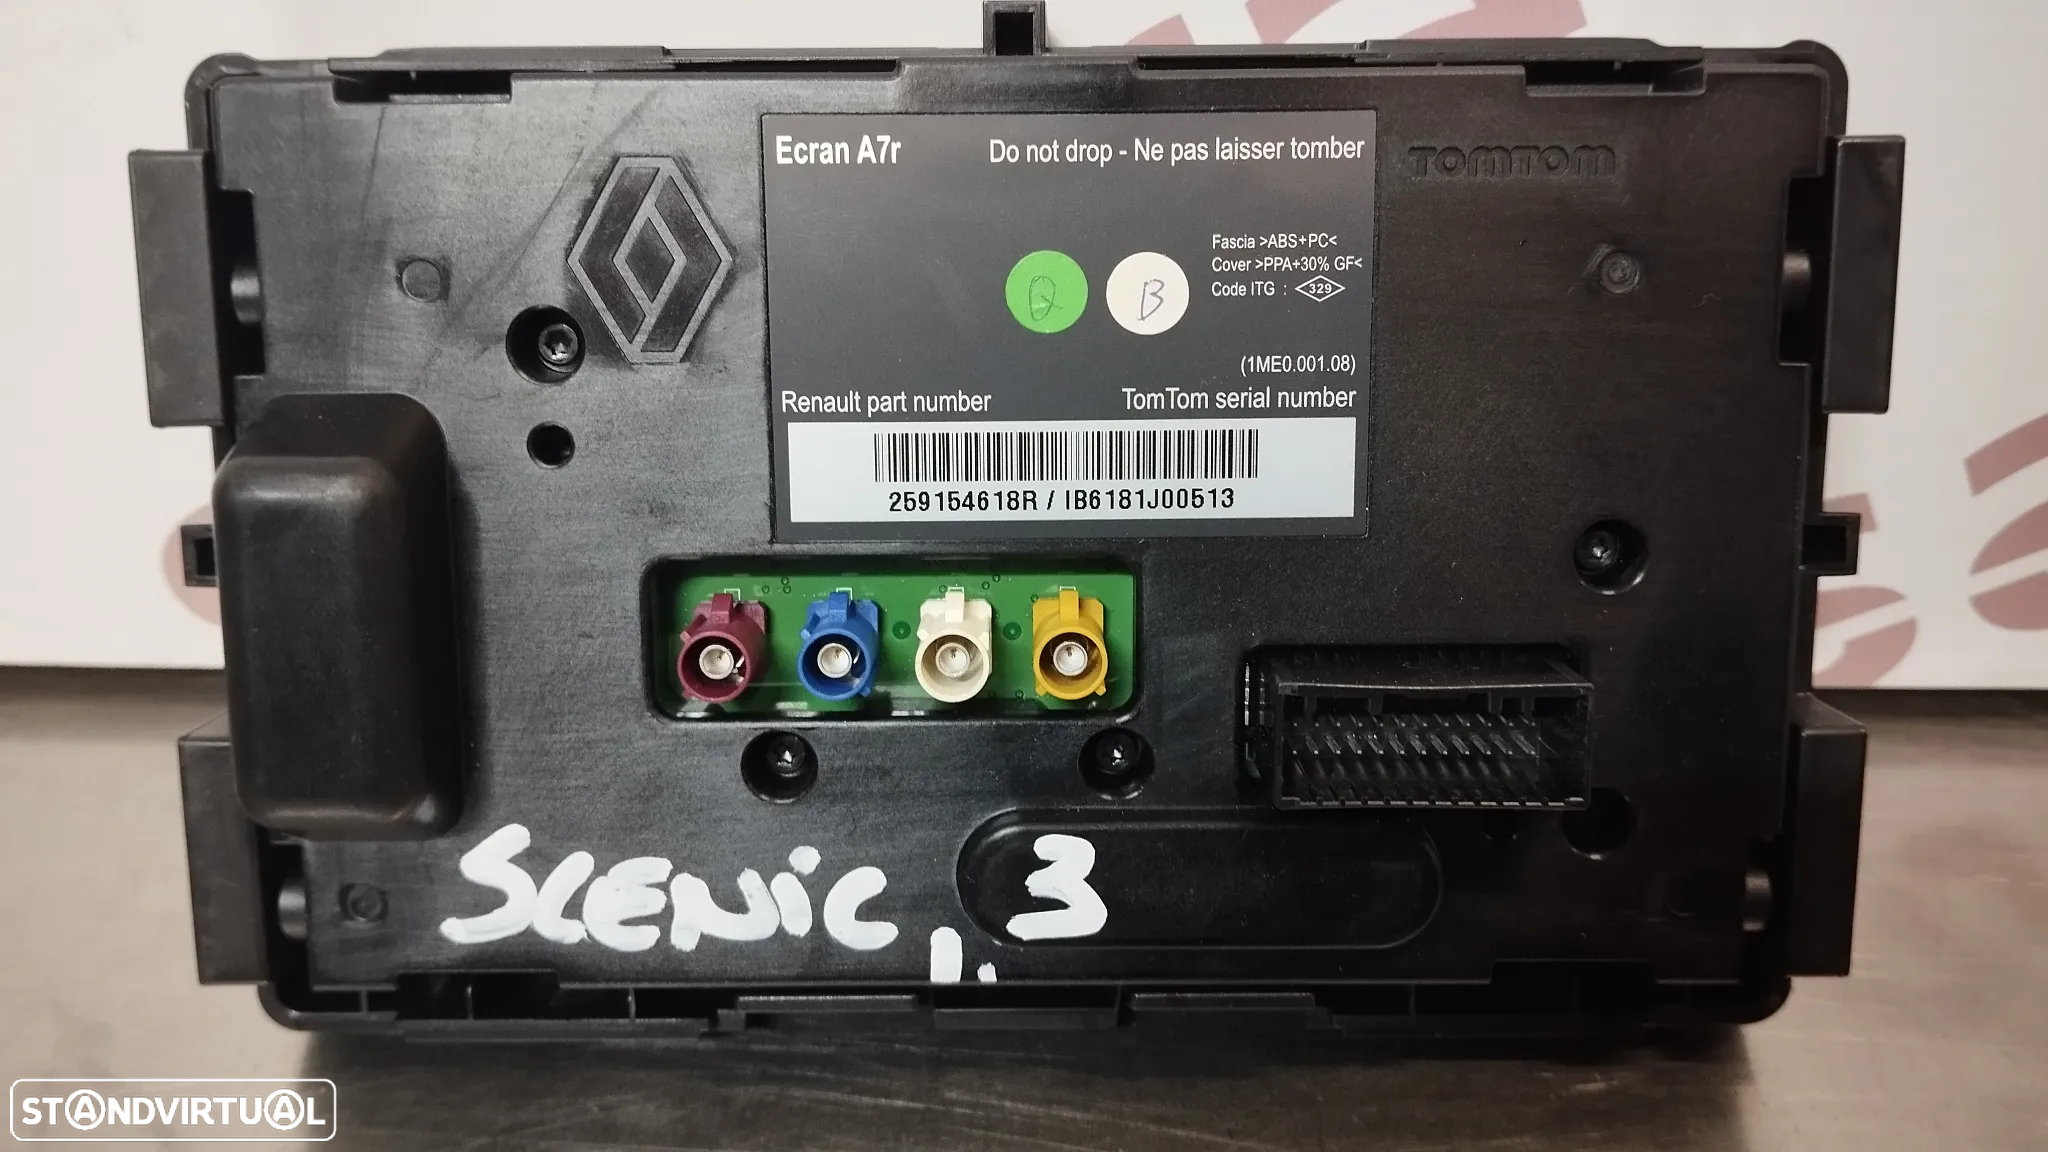 Ecran A7r Do not drop - Ne pas laisser tomber
TOMTOM
Fascia >ABS+PC<
Cover >PPA+30% GF<
Q B
Code ITG : 329
(1ME0.001.08)
Renault part number TomTom serial number
259154618R / IB6181J00513
SCENIC, 3
STANDVIRTUAL